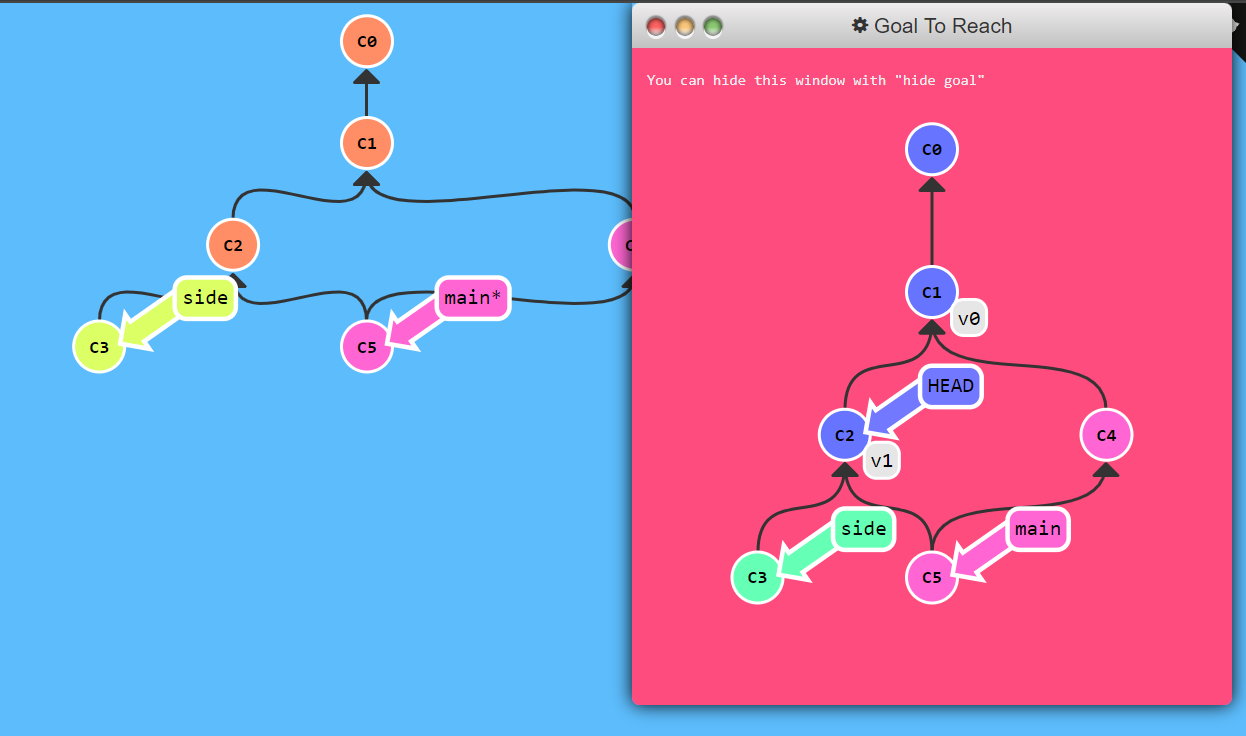 C0
C1
C2
side
main*
C3
C5
Goal To Reach
You can hide this window with "hide goal"
C0
C1
v0
HEAD
C2
v1
C4
side
main
C3
C5